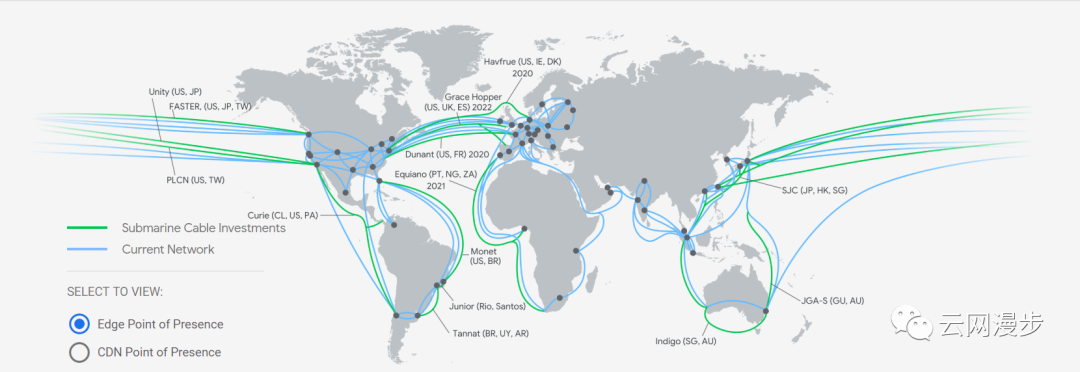 Havfrue (US, IE, DK)
2020
Unity (US, JP)
FASTER, (US, JP, TW)
Grace Hopper
(US, UK, ES) 2022
Dunant (US, FR) 2020
PLCN (US, TW)
Equiano (PT, NG, ZA)
2021
SJC (JP, HK, SG)
Curie (CL, US, PA)
Submarine Cable Investments
Current Network
Monet
(US, BR)
SELECT TO VIEW:
Junior (Rio, Santos)
JGA-S (GU, AU)
Edge Point of Presence
Tannat (BR, UY, AR)
Indigo (SG, AU)
CDN Point of Presence
云网漫步